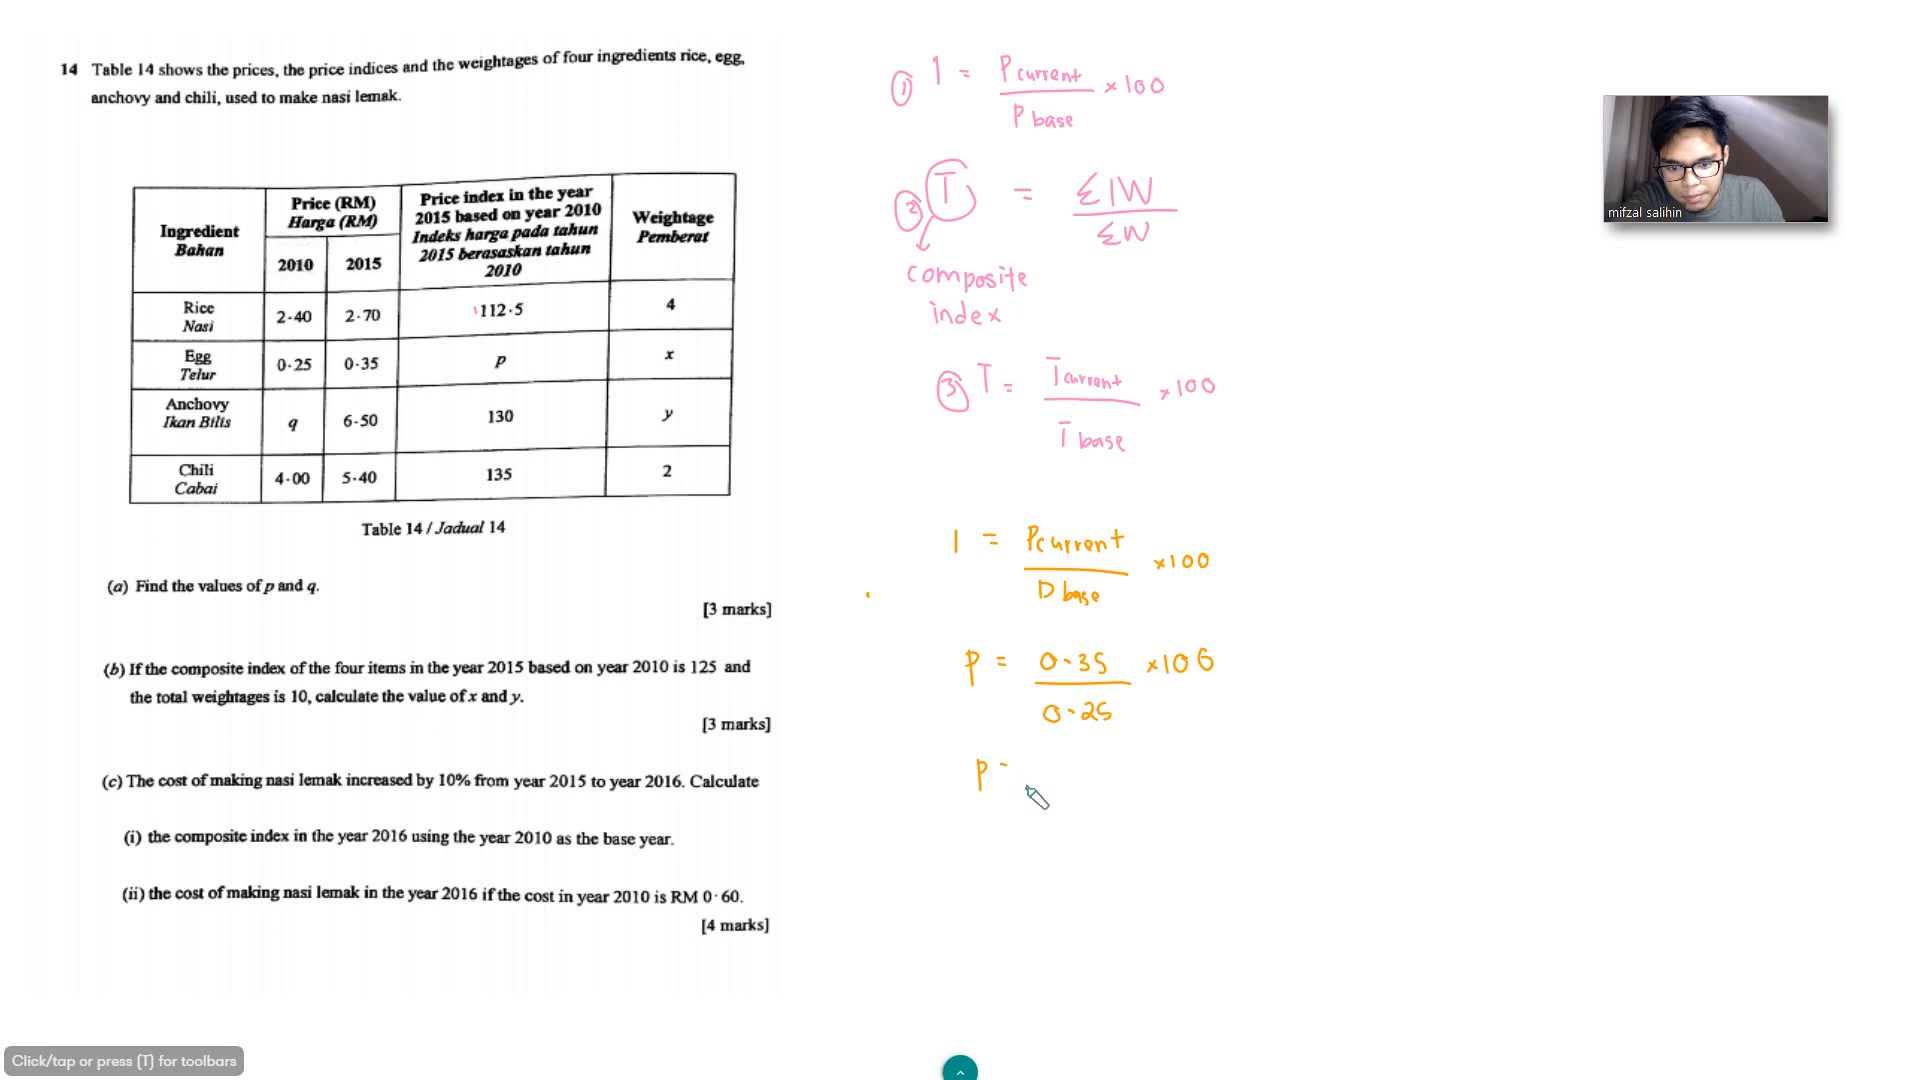 14 Table 14 shows the prices, the price indices and the weightages of four ingredients rice, egg,
anchovy and chili, used to make nasi lemak.
Ingredient
Bahan
Price (RM)
Harga (RM)
2010
2015
Price index in the year
2015 based on year 2010
Indeks harga pada tahun
2015 berasaskan tahun
2010
Weightage
Pemberat
Rice
Nasi
2·40
2·70
112·5
4
Egg
Telur
0·25
0·35
p
x
Anchovy
Ikan Bilis
q
6·50
130
y
Chili
Cabai
4·00
5·40
135
2
Table 14 / Jadual 14
(a) Find the values of p and q.
[3 marks]
(b) If the composite index of the four items in the year 2015 based on year 2010 is 125 and
the total weightages is 10, calculate the value of x and y.
[3 marks]
(c) The cost of making nasi lemak increased by 10% from year 2015 to year 2016. Calculate
(i) the composite index in the year 2016 using the year 2010 as the base year.
(ii) the cost of making nasi lemak in the year 2016 if the cost in year 2010 is RM 0·60.
[4 marks]
① I = P current / P base × 100
② Ī = ΣIW / ΣW
composite
index
③ Ī = Ī current / Ī base × 100
I = P current / P base × 100
P = 0.35 / 0.25 × 100
P =
mifzal salihin
Click/tap or press (T) for toolbars